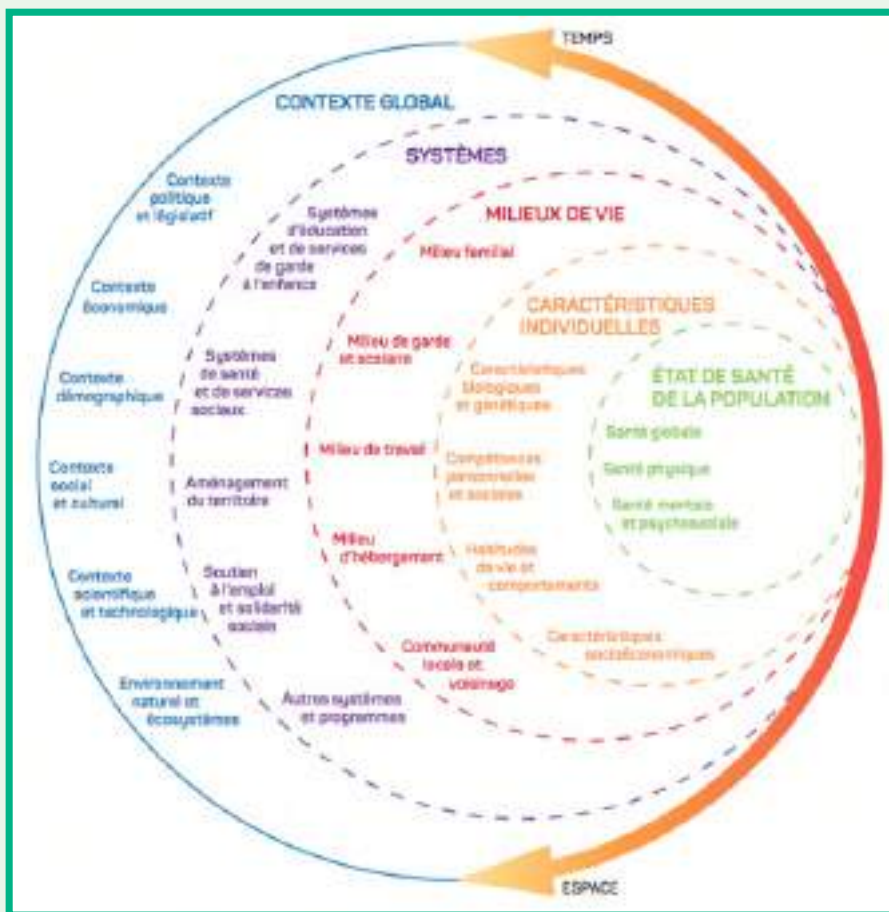 TEMPS
CONTEXTE GLOBAL
SYSTÈMES
MILIEUX DE VIE
CARACTÉRISTIQUES
INDIVIDUELLES
ÉTAT DE SANTÉ
DE LA POPULATION
Contexte
politique
et législatif
Contexte
économique
Contexte
démographique
Contexte
social
et culturel
Contexte
scientifique
et technologique
Environnement
naturel et
écosystèmes
Systèmes
d'éducation
et de services
de garde
à l'enfance
Systèmes
de santé
et de services
sociaux
Aménagement
du territoire
Soutien
à l'emploi
et solidarité
sociale
Autres systèmes
et programmes
Milieu familial
Milieu de garde
et scolaire
Milieu de travail
Milieu
d'hébergement
Communauté
locale et
voisinage
Caractéristiques
biologiques
et génétiques
Compétences
personnelles
et sociales
Habitudes
de vie et
comportements
Caractéristiques
socioéconomiques
Santé globale
Santé physique
Santé mentale
et psychosociale
ESPACE